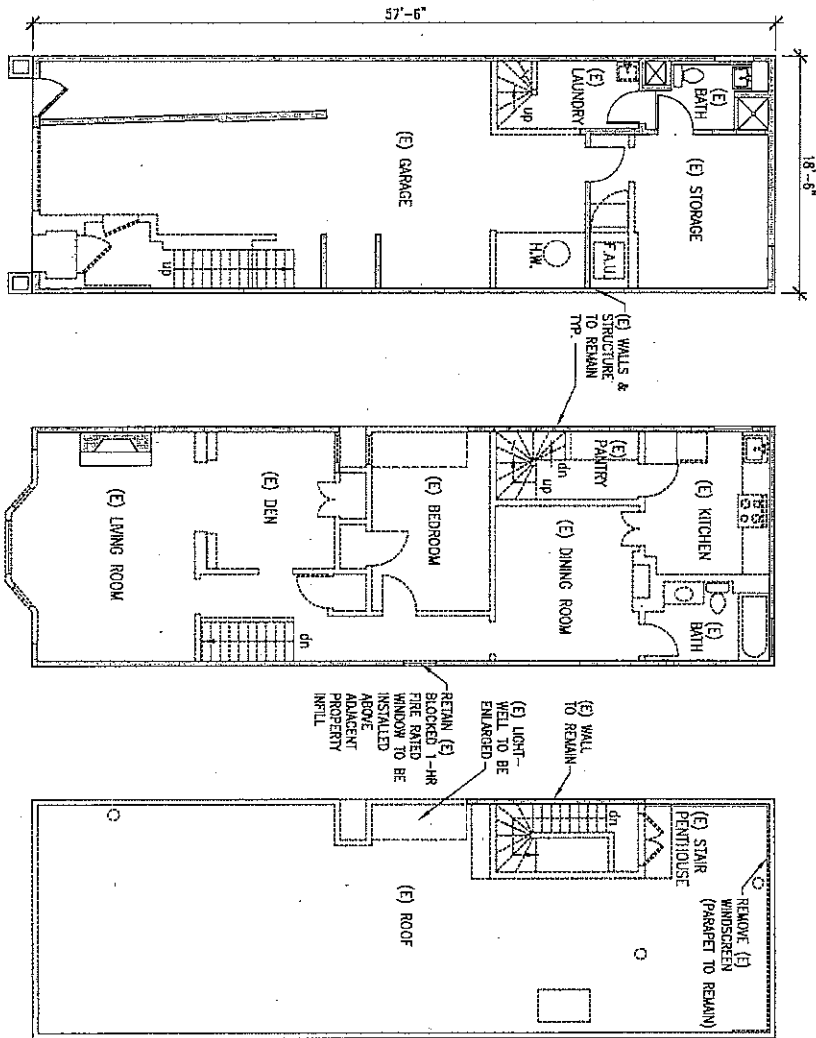 57'-6"
18'-6"
(E)
BATH
(E)
LAUNDRY
up
(E) STORAGE
(E) GARAGE
F.A.U.
H.W.
up
(E) WALLS &
STRUCTURE
TO REMAIN
TYP.
(E)
PANTRY
dn
up
(E) KITCHEN
(E)
BATH
(E) BEDROOM
(E) DINING ROOM
(E) DEN
(E) LIVING ROOM
dn
RETAIN (E)
BLOCKED 1-HR
FIRE RATED
WINDOW TO BE
INSTALLED
ABOVE
ADJACENT
PROPERTY
INFILL
(E) LIGHT-
WELL TO BE
ENLARGED
(E) WALL
TO REMAIN
dn
(E) STAIR
PENTHOUSE
REMOVE (E)
WINDSCREEN
(PARAPET TO REMAIN)
(E) ROOF